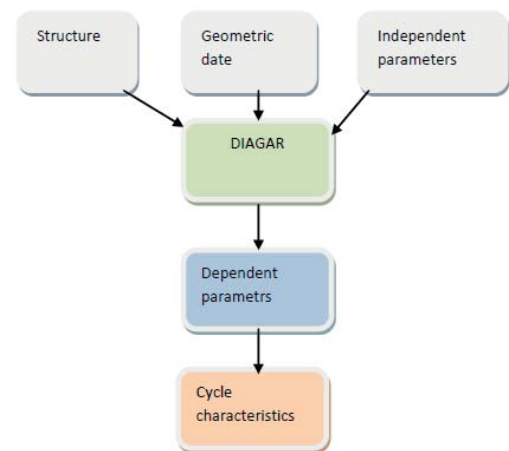 Structure
Geometric
date
Independent
parameters
DIAGAR
Dependent
parametrs
Cycle
characteristics